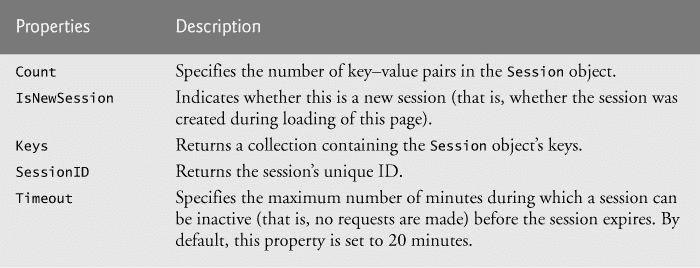 Properties Description
Count Specifies the number of key–value pairs in the Session object.
IsNewSession Indicates whether this is a new session (that is, whether the session was
created during loading of this page).
Keys Returns a collection containing the Session object's keys.
SessionID Returns the session's unique ID.
Timeout Specifies the maximum number of minutes during which a session can
be inactive (that is, no requests are made) before the session expires. By
default, this property is set to 20 minutes.